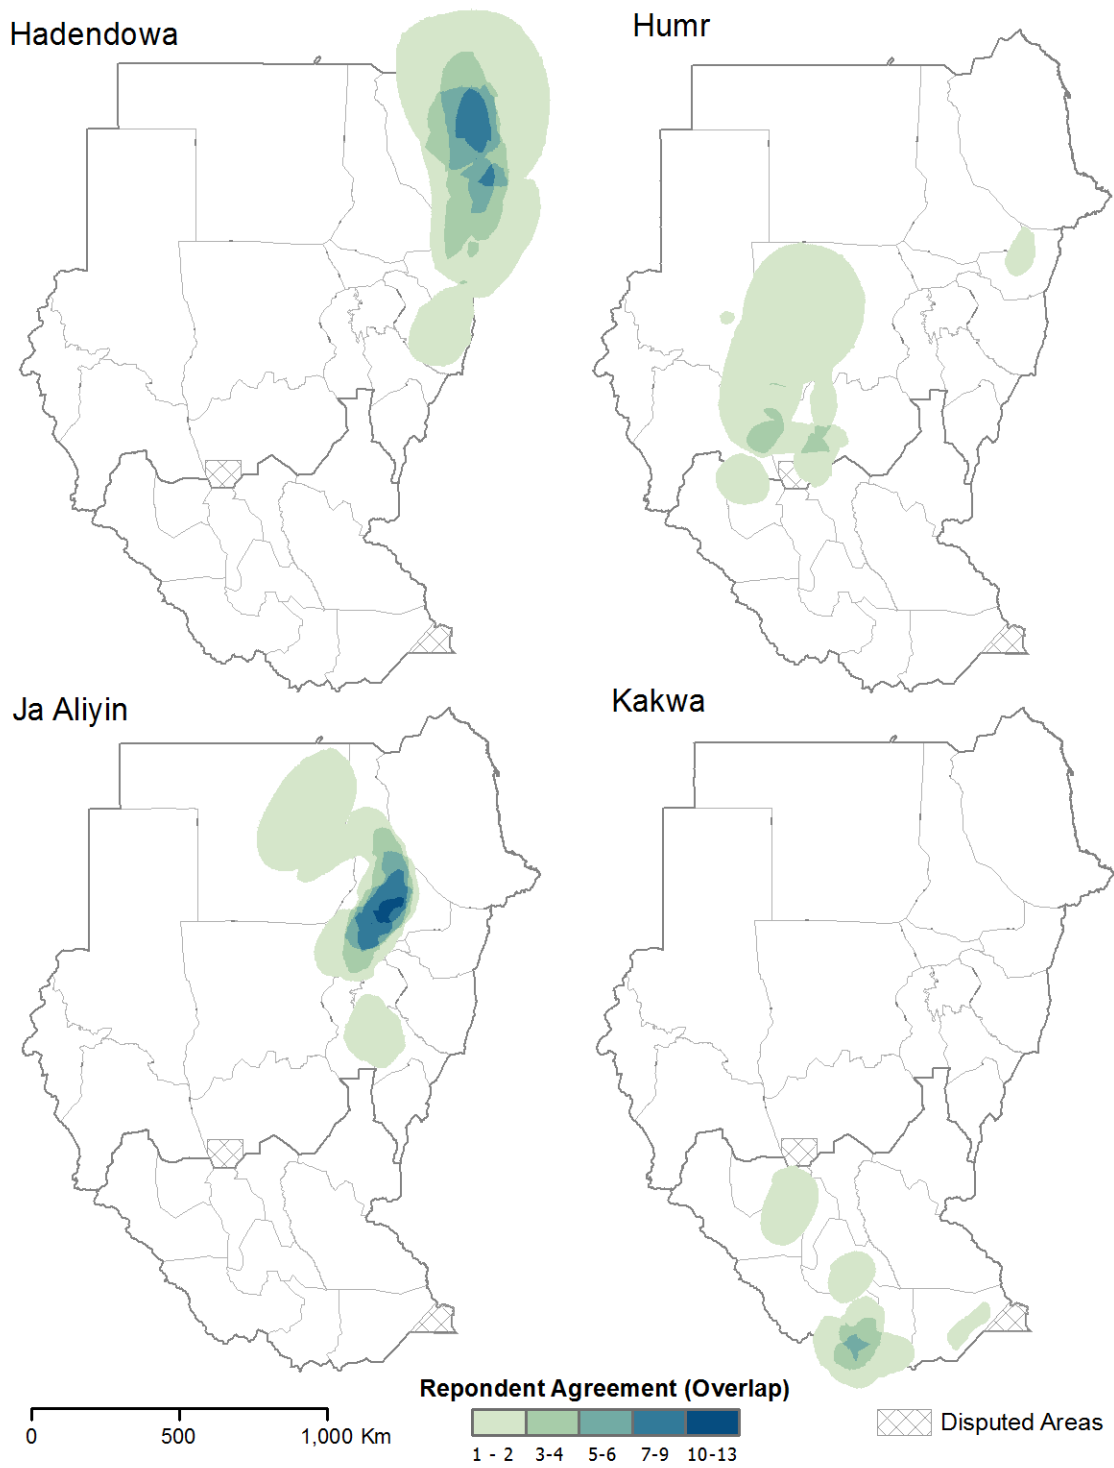 Hadendowa
Humr
Ja Aliyin
Kakwa
Repondent Agreement (Overlap)
1 - 2 3-4 5-6 7-9 10-13
0 500 1,000 Km
Disputed Areas